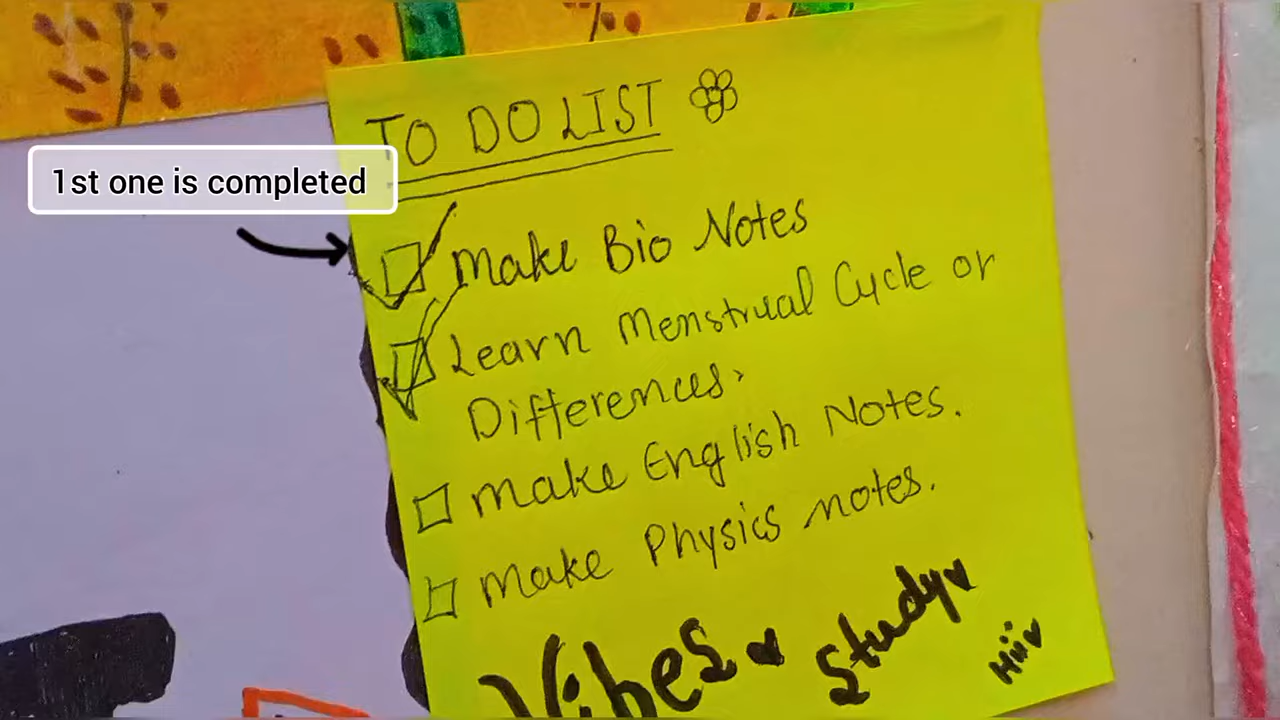 TO DO LIST
1st one is completed
Make Bio Notes
Learn Menstrual Cycle or
Differences.
Make English Notes.
Make Physics notes.
Vibes
Study
Hii